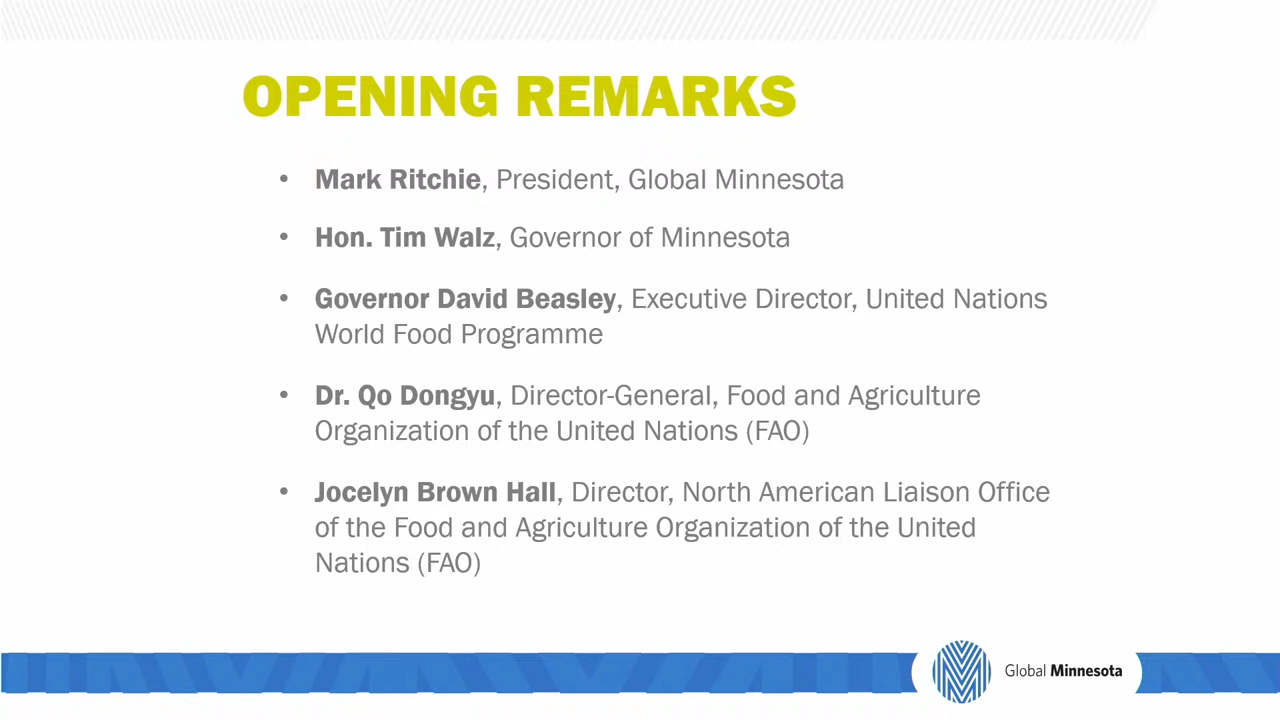 OPENING REMARKS
• Mark Ritchie, President, Global Minnesota
• Hon. Tim Walz, Governor of Minnesota
• Governor David Beasley, Executive Director, United Nations
World Food Programme
• Dr. Qo Dongyu, Director-General, Food and Agriculture
Organization of the United Nations (FAO)
• Jocelyn Brown Hall, Director, North American Liaison Office
of the Food and Agriculture Organization of the United
Nations (FAO)
Global Minnesota